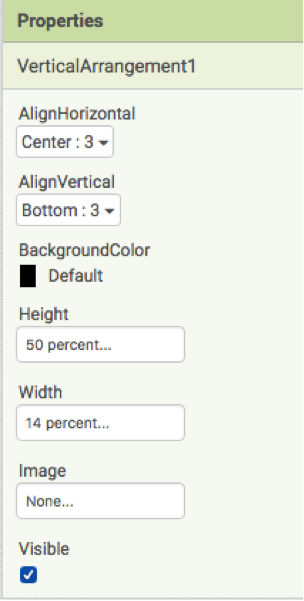 Properties
VerticalArrangement1
AlignHorizontal
Center : 3
AlignVertical
Bottom : 3
BackgroundColor
Default
Height
50 percent...
Width
14 percent...
Image
None...
Visible